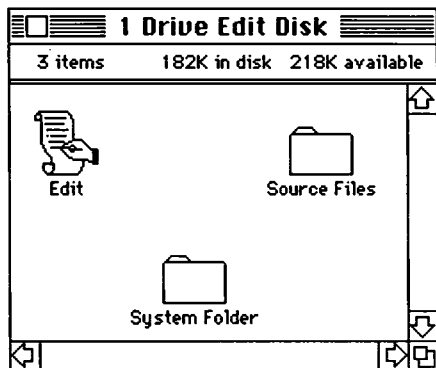 1 Drive Edit Disk
3 items 182K in disk 218K available
Edit
Source Files
System Folder